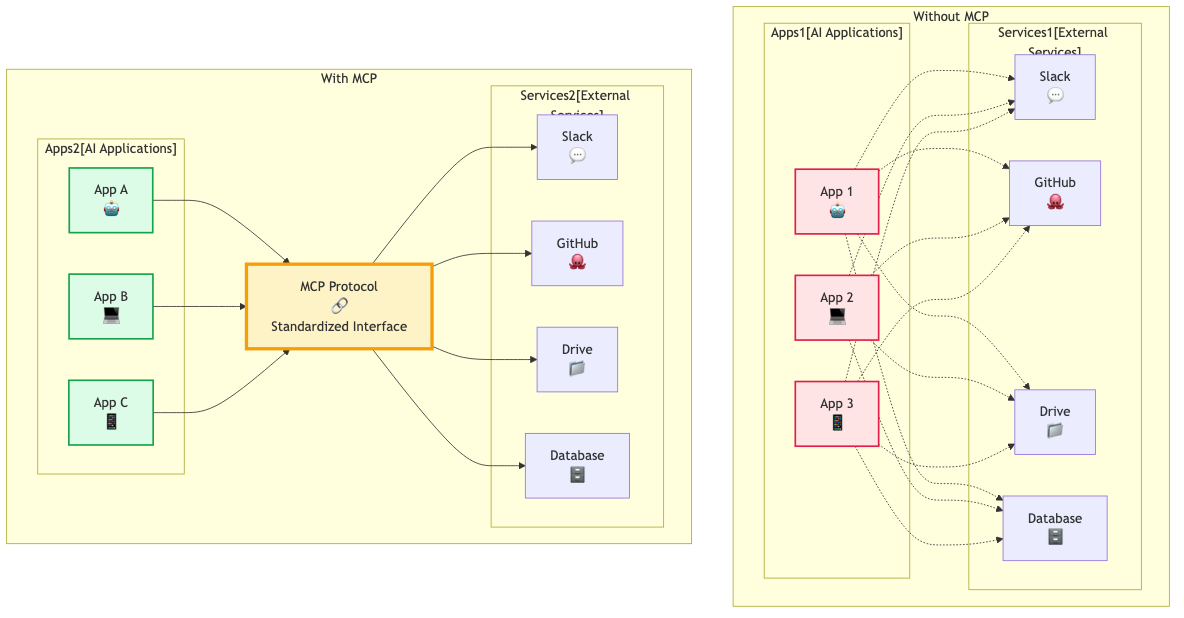 With MCP
Services2[External
Services]
Apps2[AI Applications]
App A
App B
App C
MCP Protocol
Standardized Interface
Slack
GitHub
Drive
Database
Without MCP
Apps1[AI Applications]
Services1[External
Services]
App 1
App 2
App 3
Slack
GitHub
Drive
Database